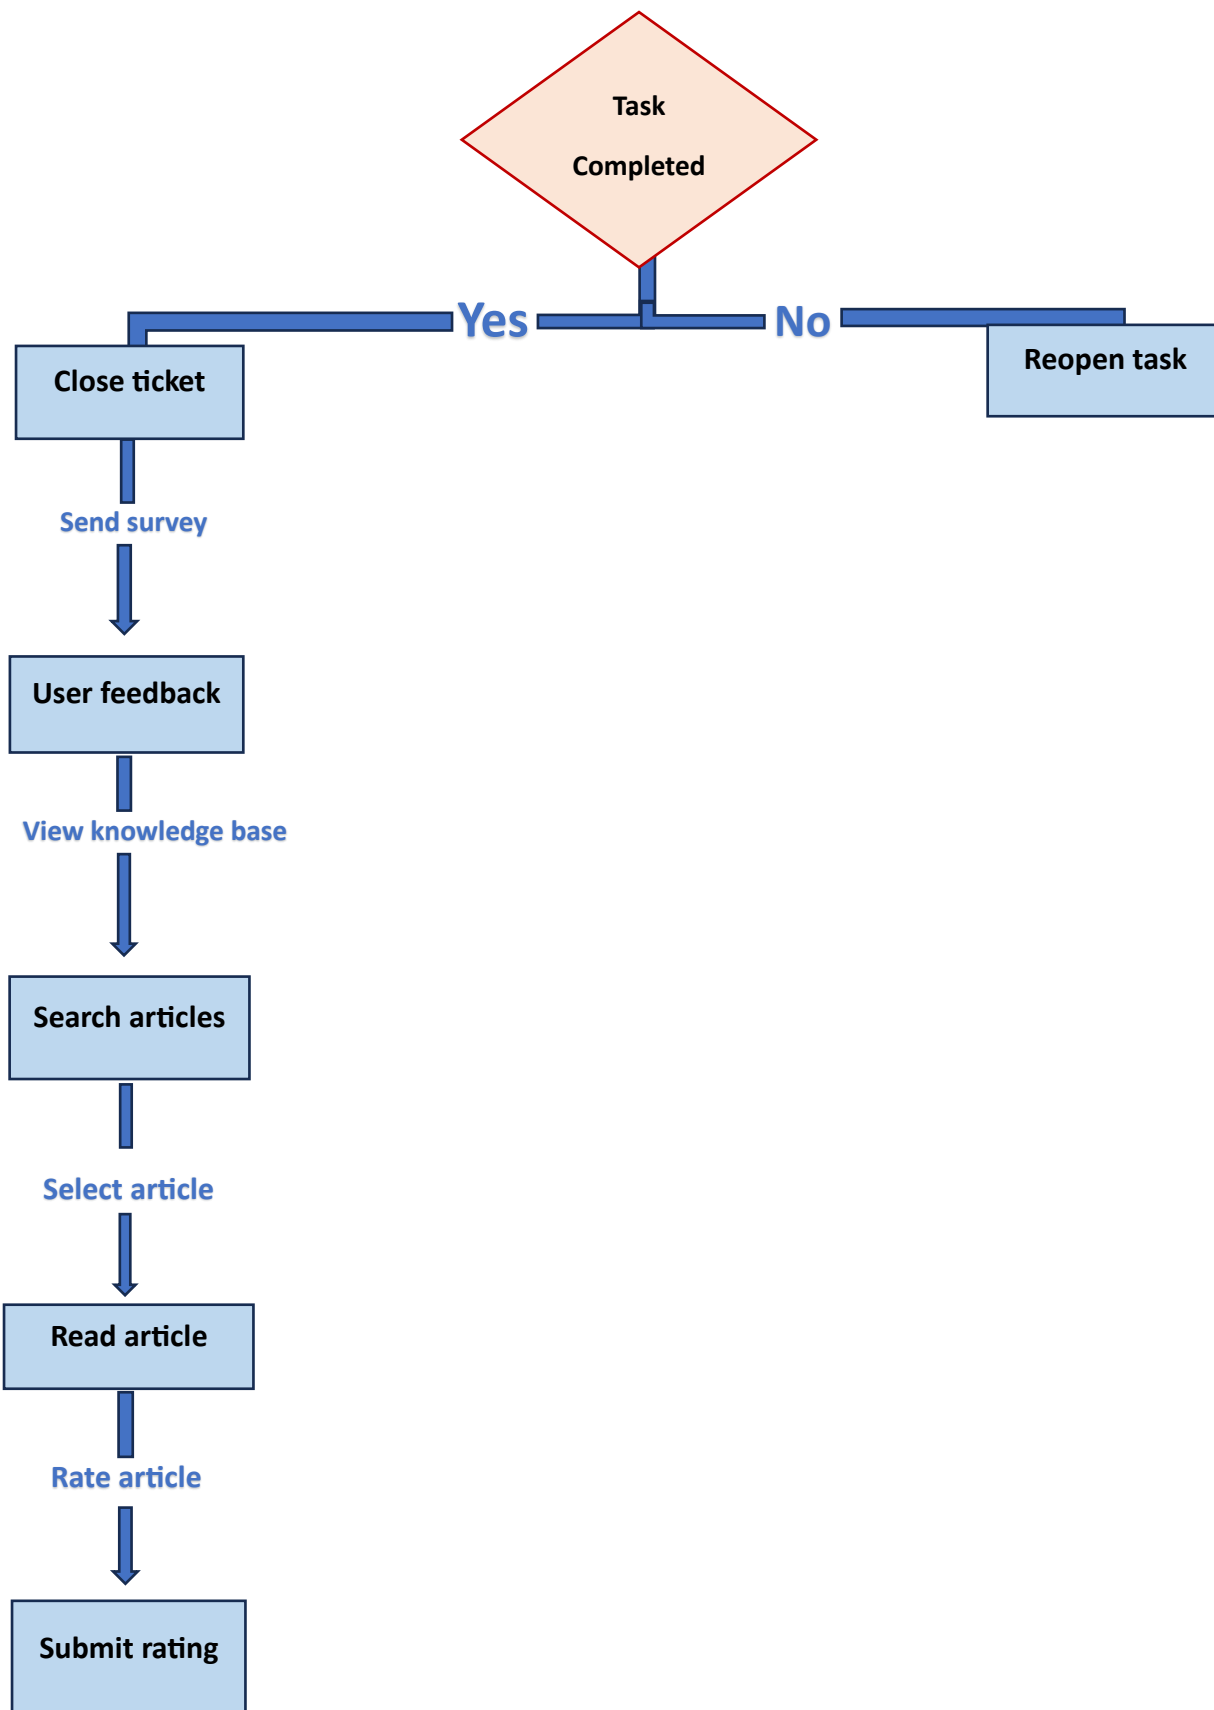 Task
Completed
Yes
No
Close ticket
Reopen task
Send survey
User feedback
View knowledge base
Search articles
Select article
Read article
Rate article
Submit rating